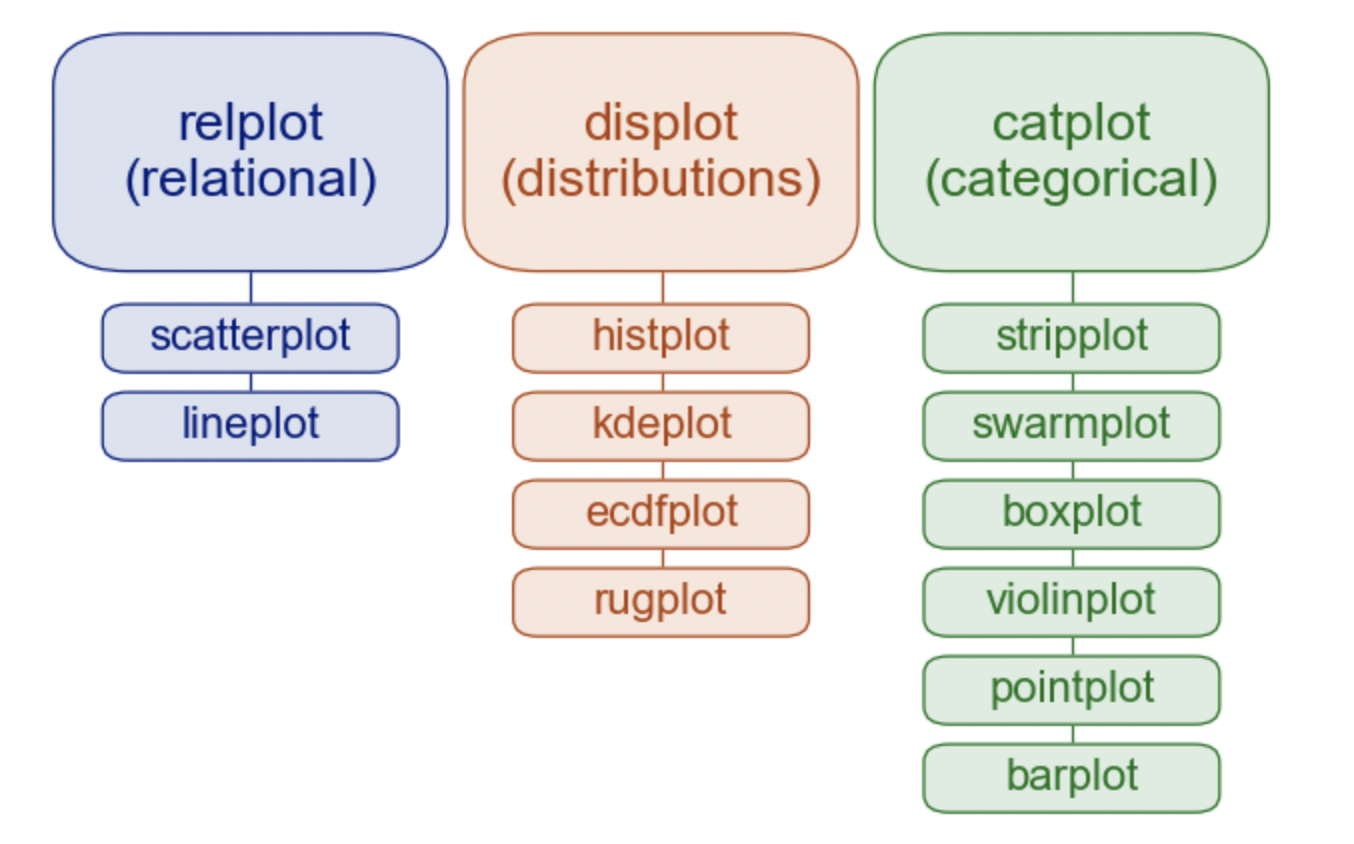 relplot
(relational)
scatterplot
lineplot
displot
(distributions)
histplot
kdeplot
ecdfplot
rugplot
catplot
(categorical)
stripplot
swarmplot
boxplot
violinplot
pointplot
barplot